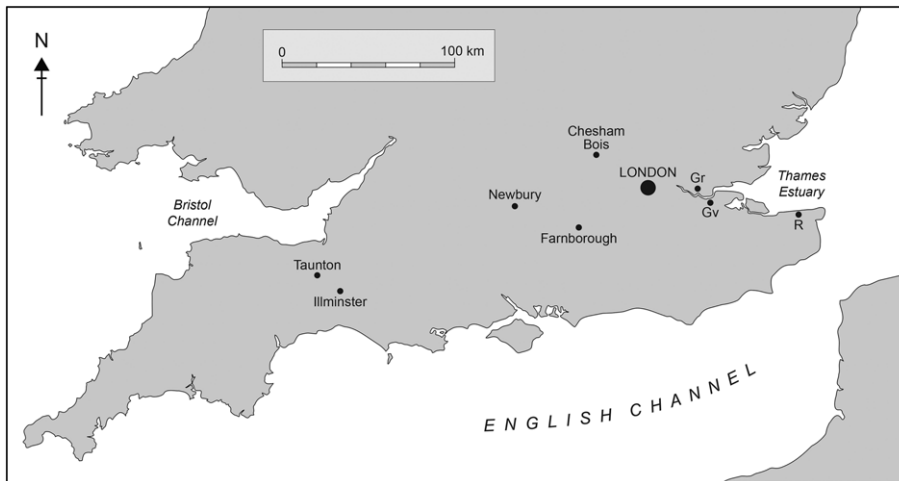 N
0 100 km
Chesham
Bois
LONDON
Gr
Thames
Estuary
Newbury
Gv
Bristol
Channel
R
Farnborough
Taunton
Illminster
ENGLISH CHANNEL